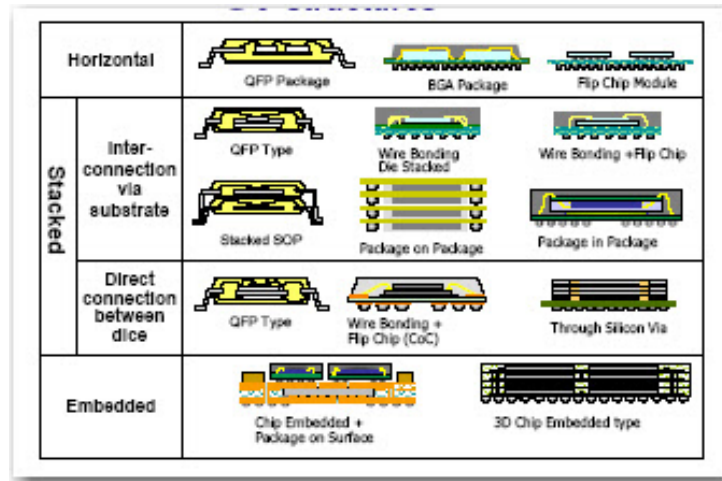 Horizontal
QFP Package
BGA Package
Flip Chip Module
Stacked
Inter-
connection
via
substrate
QFP Type
Wire Bonding
Die Stacked
Wire Bonding +Flip Chip
Stacked SOP
Package on Package
Package in Package
Direct
connection
between
dice
QFP Type
Wire Bonding +
Flip Chip (CoC)
Through Silicon Via
Embedded
Chip Embedded +
Package on Surface
3D Chip Embedded type